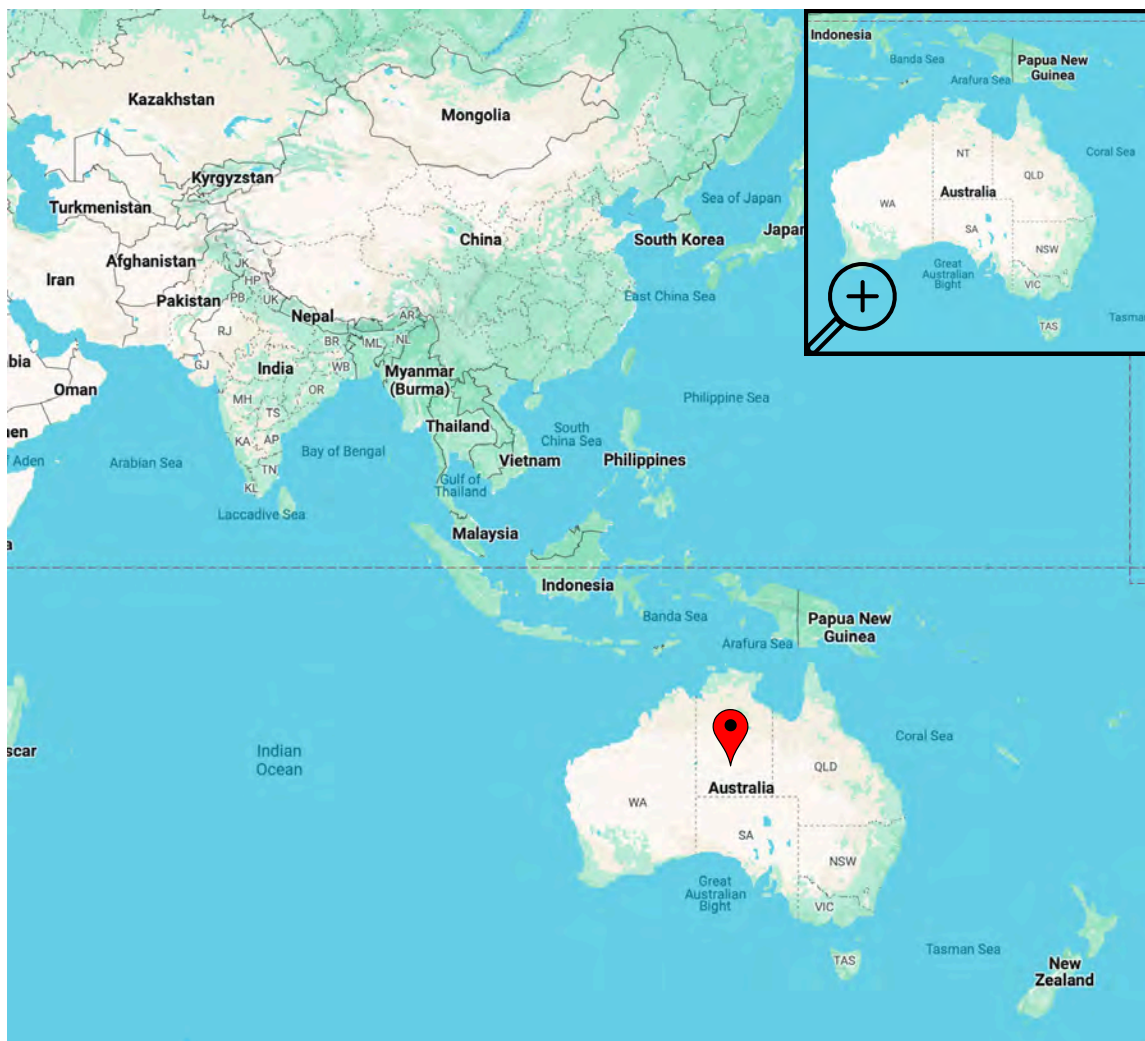 Kazakhstan
Mongolia
Kyrgyzstan
Turkmenistan
Sea of Japan
Japan
South Korea
China
Afghanistan
JK
Iran
HP
PB
UK
Pakistan
East China Sea
Nepal
AR
RJ
BR
ML
NL
GJ
India
WB
Myanmar
(Burma)
bia
Oman
OR
MH
TS
Philippine Sea
Thailand
South
China Sea
en
KA
AP
Bay of Bengal
Vietnam
Philippines
f Aden
Arabian Sea
TN
Gulf of
Thailand
KL
Laccadive Sea
Malaysia
a
Indonesia
Banda Sea
Papua New
Guinea
Arafura Sea
scar
Indian
Ocean
Coral Sea
QLD
Australia
WA
SA
NSW
Great
Australian
Bight
VIC
Tasman Sea
TAS
New
Zealand
Indonesia
Banda Sea
Papua New
Guinea
Arafura Sea
Coral Sea
NT
QLD
Australia
WA
SA
NSW
Great
Australian
Bight
VIC
Tasman
TAS